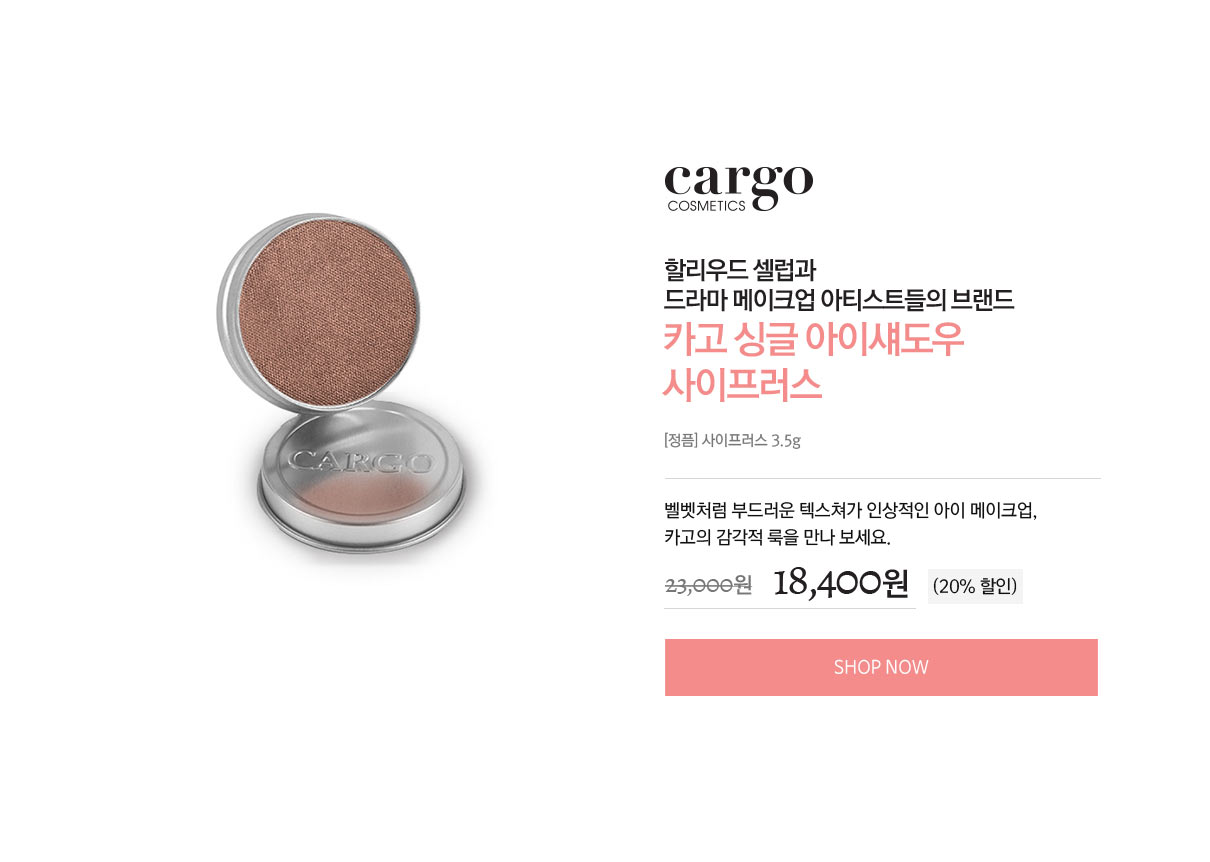 cargo
COSMETICS
할리우드 셀럽과
드라마 메이크업 아티스트들의 브랜드
카고 싱글 아이섀도우
사이프러스
[정품] 사이프러스 3.5g
벨벳처럼 부드러운 텍스쳐가 인상적인 아이 메이크업,
카고의 감각적 룩을 만나 보세요.
23,000원 18,400원 (20% 할인)
SHOP NOW
CARGO